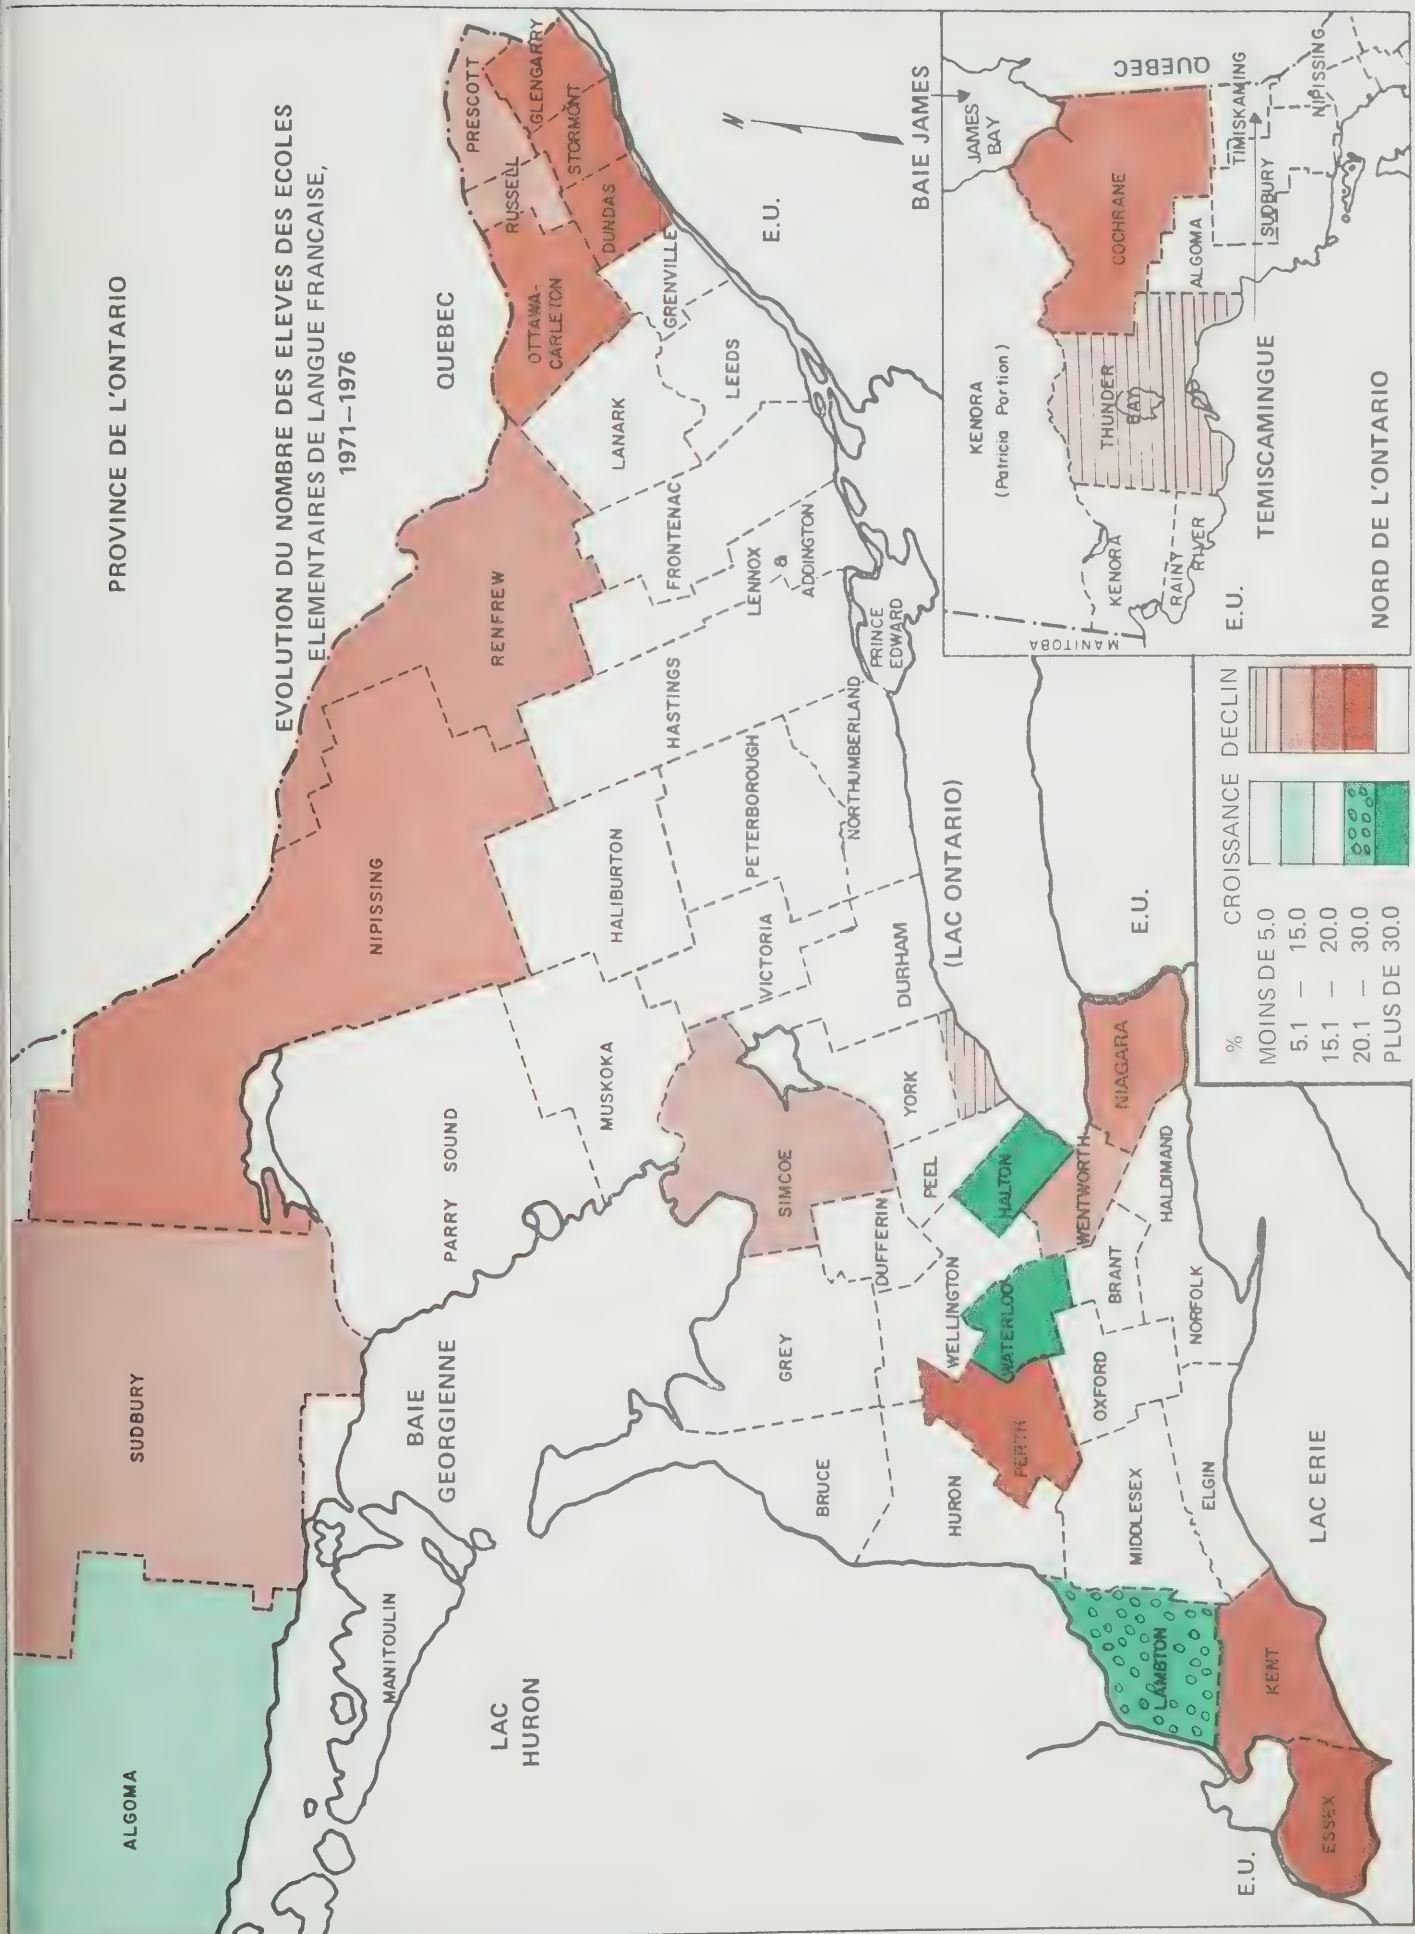 PROVINCE DE L'ONTARIO
EVOLUTION DU NOMBRE DES ELEVES DES ECOLES
ELEMENTAIRES DE LANGUE FRANCAISE,
1971–1976
QUEBEC
PRESCOTT
GLENGARRY
RUSSELL
STORMONT
DUNDAS
OTTAWA-
CARLETON
GRENVILLE
LANARK
LEEDS
RENFREW
FRONTENAC
LENNOX
&
ADDINGTON
HASTINGS
PRINCE
EDWARD
NIPISSING
HALIBURTON
PETERBOROUGH
NORTHUMBERLAND
VICTORIA
DURHAM
MUSKOKA
PARRY SOUND
SIMCOE
YORK
PEEL
HALTON
DUFFERIN
WENTWORTH
NIAGARA
HALDIMAND
BRANT
NORFOLK
WELLINGTON
WATERLOO
GREY
OXFORD
PERTH
BRUCE
HURON
MIDDLESEX
ELGIN
LAMBTON
KENT
ESSEX
SUDBURY
ALGOMA
MANITOULIN
BAIE
GEORGIENNE
LAC
HURON
(LAC ONTARIO)
LAC ERIE
E.U.
E.U.
E.U.
N
BAIE JAMES
JAMES
BAY
QUEBEC
COCHRANE
TIMISKAMING
NIPISSING
SUDBURY
ALGOMA
KENORA
(Patricia Portion)
THUNDER
BAY
KENORA
RAINY
RIVER
MANITOBA
E.U.
TEMISCAMINGUE
NORD DE L'ONTARIO
% CROISSANCE DECLIN
MOINS DE 5.0
5.1 – 15.0
15.1 – 20.0
20.1 – 30.0
PLUS DE 30.0